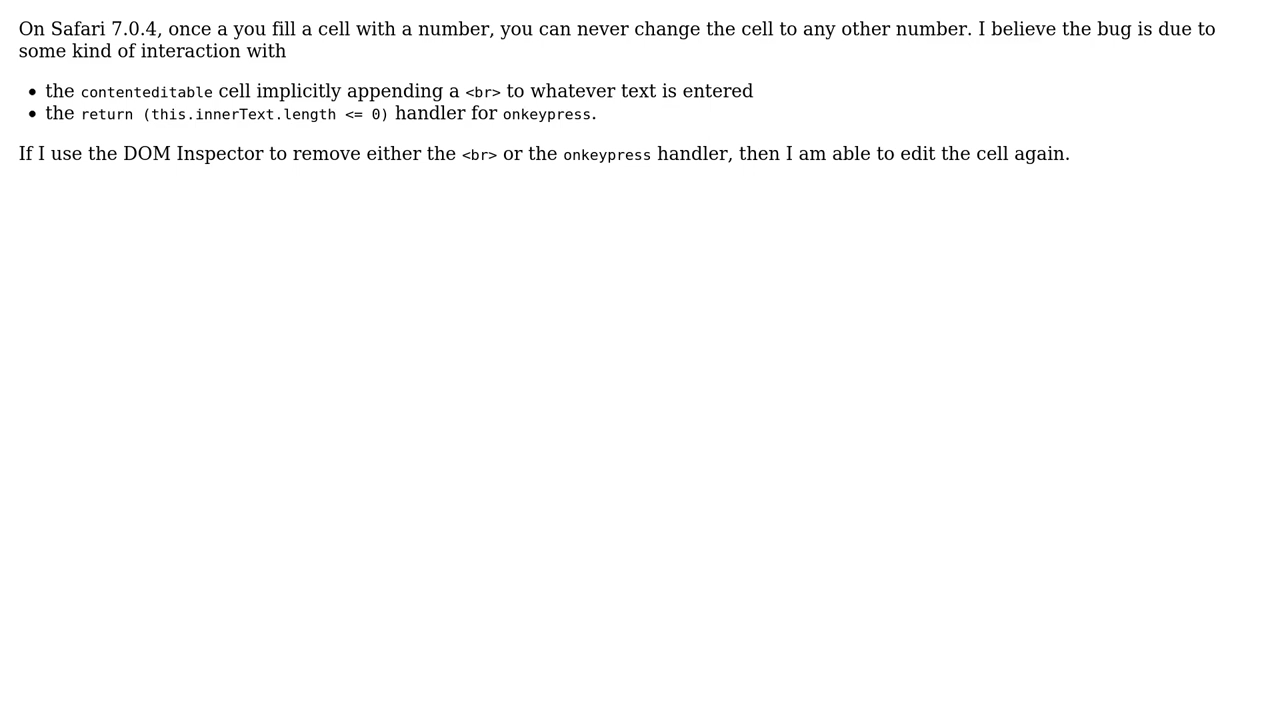 On Safari 7.0.4, once a you fill a cell with a number, you can never change the cell to any other number. I believe the bug is due to
some kind of interaction with
• the contenteditable cell implicitly appending a <br> to whatever text is entered
• the return (this.innerText.length <= 0) handler for onkeypress.
If I use the DOM Inspector to remove either the <br> or the onkeypress handler, then I am able to edit the cell again.